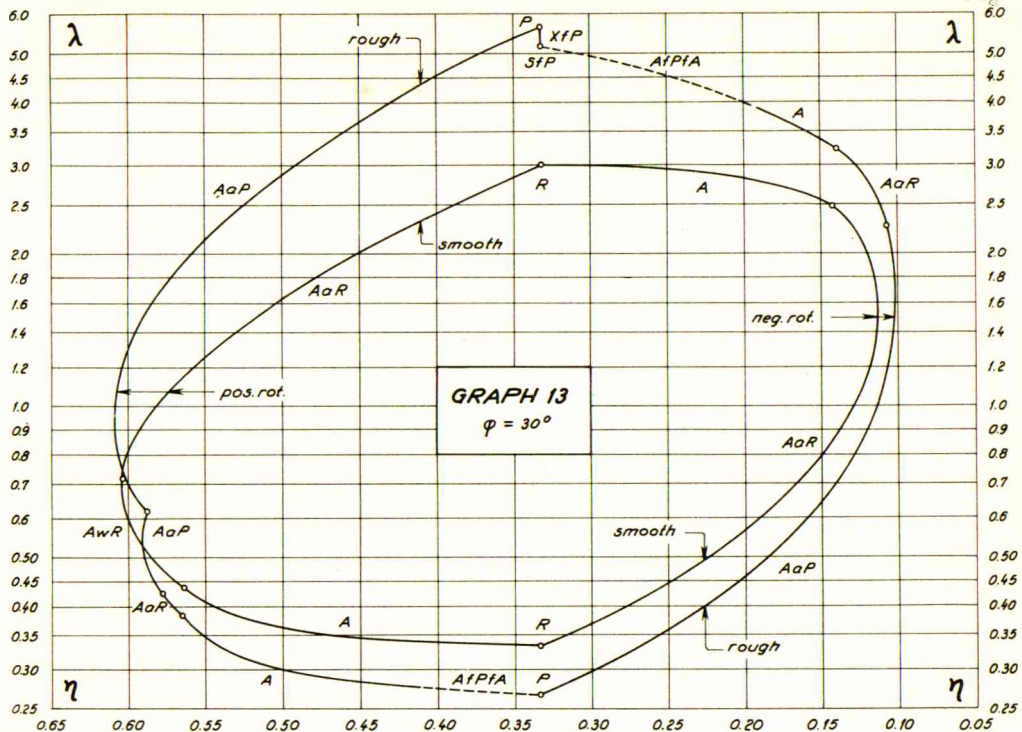 6.0
5.0
4.5
4.0
3.5
3.0
2.5
2.0
1.8
1.6
1.4
1.2
1.0
0.9
0.8
0.7
0.6
0.50
0.45
0.40
0.35
0.30
0.25
λ
λ
rough
P
XfP
SfP
AfPfA
A
AaP
R
A
AaR
smooth
AaR
neg. rot.
pos. rot.
GRAPH 13
φ = 30°
AaR
AwR
AaP
smooth
AaP
AaR
A
R
rough
A
AfPfA
P
η
η
6.0
5.0
4.5
4.0
3.5
3.0
2.5
2.0
1.8
1.6
1.4
1.2
1.0
0.9
0.8
0.7
0.6
0.50
0.45
0.40
0.35
0.30
0.25
0.65 0.60 0.55 0.50 0.45 0.40 0.35 0.30 0.25 0.20 0.15 0.10 0.05